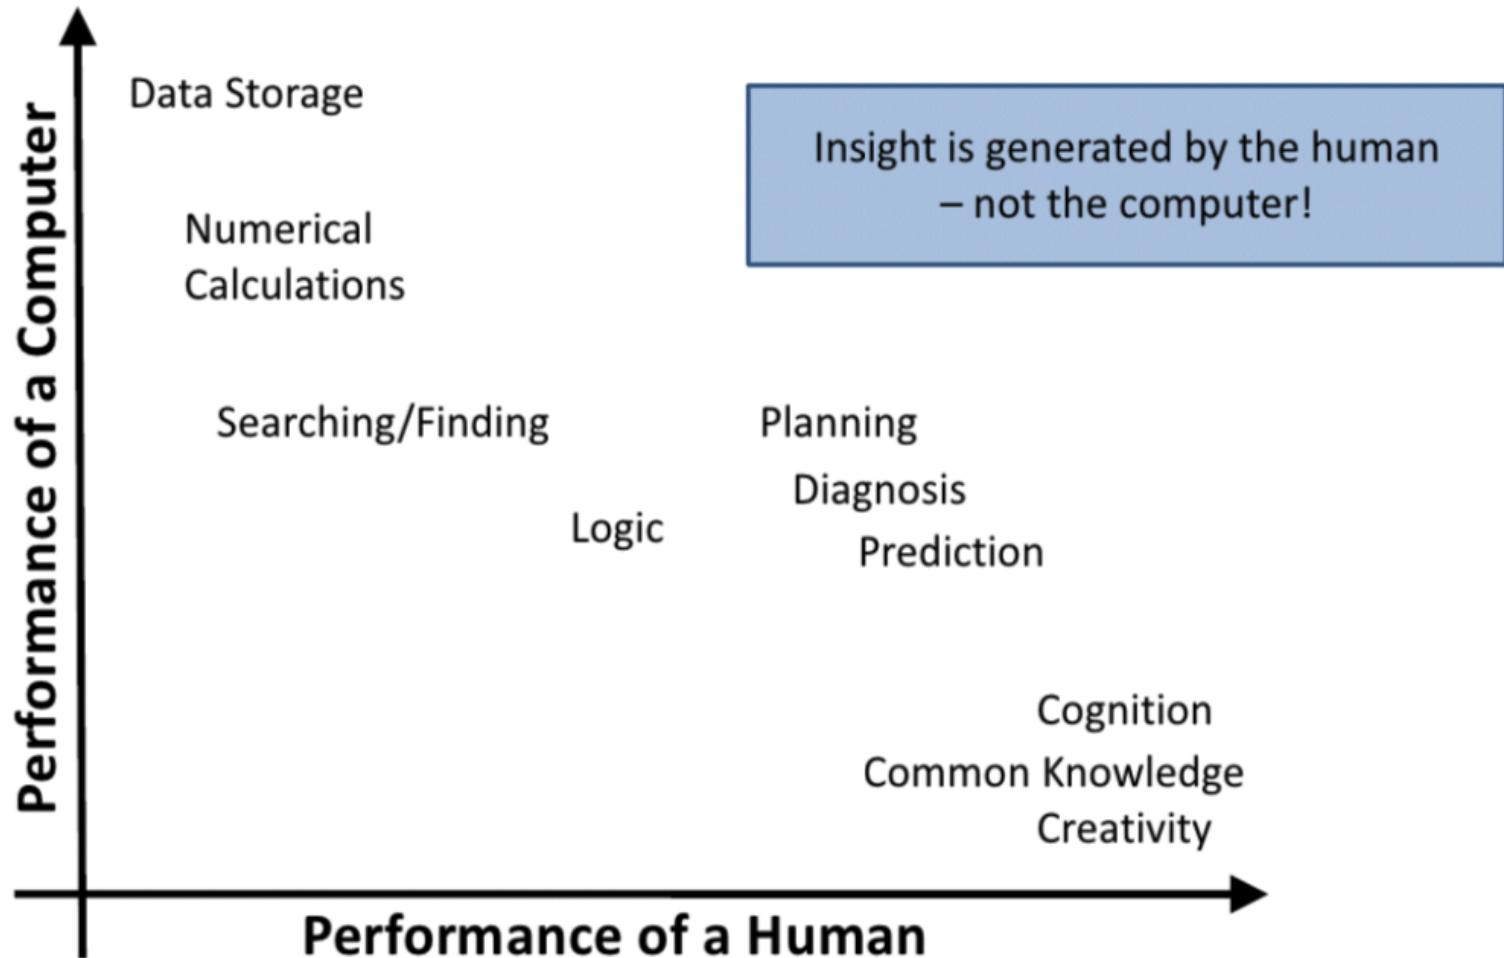 Performance of a Computer
Data Storage
Insight is generated by the human
– not the computer!
Numerical
Calculations
Searching/Finding
Planning
Diagnosis
Logic
Prediction
Cognition
Common Knowledge
Creativity
Performance of a Human